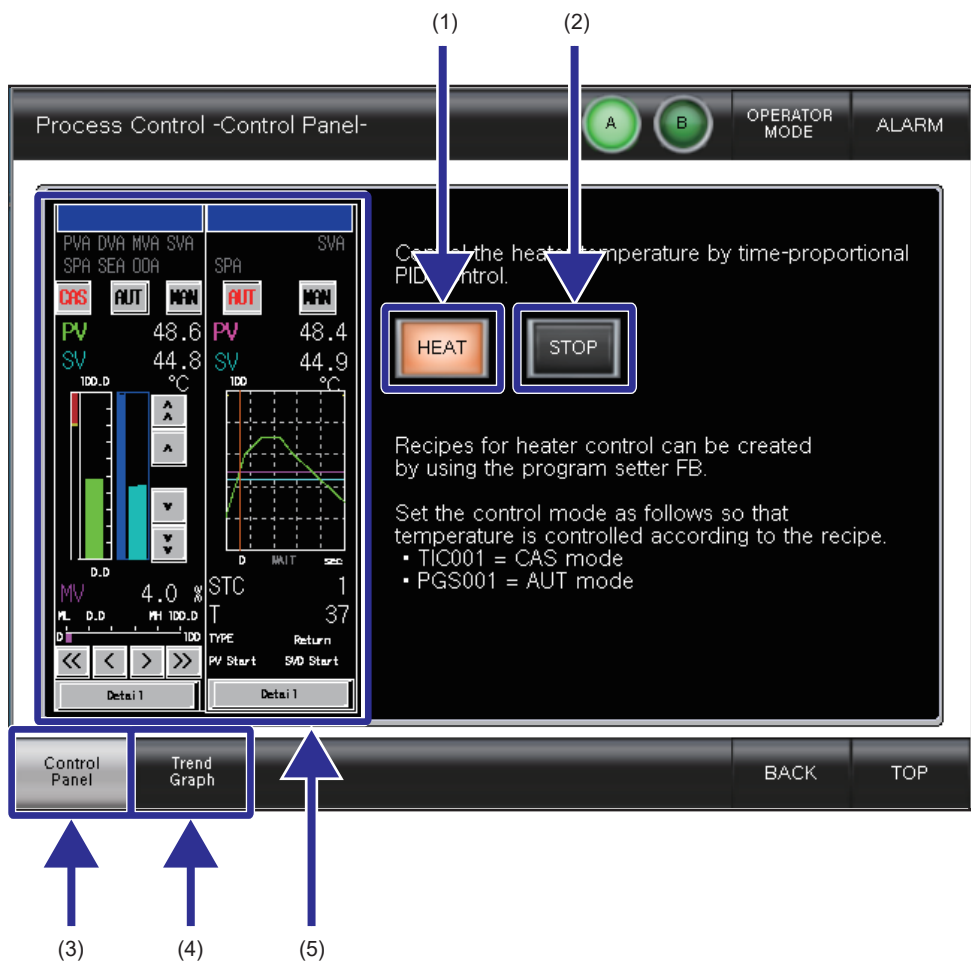 (1)
(2)
Process Control -Control Panel-
A
B
OPERATOR
MODE
ALARM
PVA DVA MVA SVA
SPA SEA OOA
CAS
AUT
MAN
PV 48.6
SV 44.8
°C
100.0
0.0
MV 4.0 %
ML 0.0 MH 100.0
0 100
<< < > >>
Detail
SVA
SPA
AUT
MAN
PV 48.4
SV 44.9
100 °C
0 WAIT sec
STC 1
T 37
TYPE Return
PV Start SV0 Start
Detail
Control the heater temperature by time-proportional
PID control.
HEAT
STOP
Recipes for heater control can be created
by using the program setter FB.
Set the control mode as follows so that
temperature is controlled according to the recipe.
▪ TIC001 = CAS mode
▪ PGS001 = AUT mode
Control
Panel
Trend
Graph
BACK
TOP
(3)
(4)
(5)